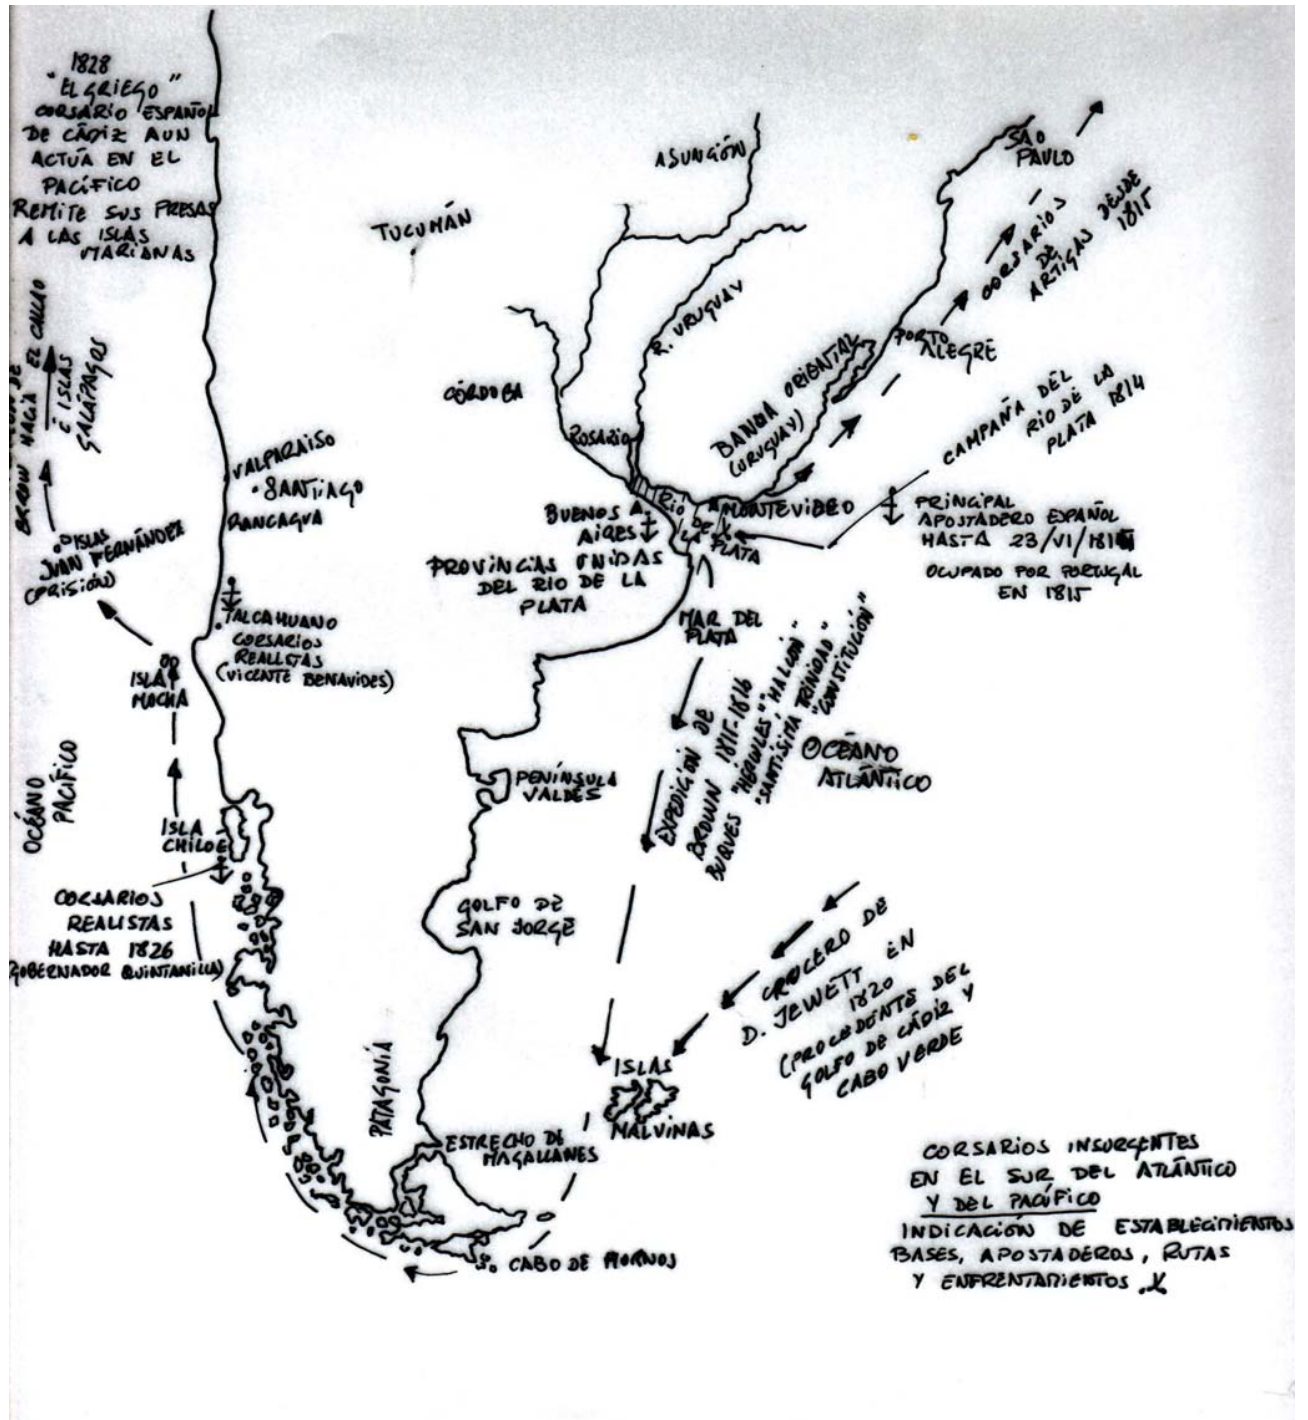 1828
"EL GRIEGO"
CORSARIO ESPAÑOL
DE CÁDIZ AUN
ACTÚA EN EL
PACÍFICO
REMITE SUS PRESAS
A LAS ISLAS
MARIANAS
BROWN HACIA EL CALLAO
E ISLAS
GALÁPAGOS
ISLAS
JUAN FERNÁNDEZ
(PRISIÓN)
VALPARAISO
SANTIAGO
RANCAGUA
TALCAHUANO
CORSARIOS
REALISTAS
(VICENTE BENAVIDES)
ISLA
MOCHA
OCÉANO
PACÍFICO
ISLA
CHILOÉ
CORSARIOS
REALISTAS
HASTA 1826
GOBERNADOR QUINTANILLA)
TUCUMÁN
ASUNCIÓN
CÓRDOBA
ROSARIO
R. URUGUAY
BANDA ORIENTAL
(URUGUAY)
SAO
PAULO
CORSARIOS
DE
ARTIGAS DESDE
1815
PORTO
ALEGRE
CAMPAÑA DEL
RIO DE LA
PLATA 1814
MONTEVIDEO
PRINCIPAL
APOSTADERO ESPAÑOL
HASTA 23/VI/181
OCUPADO POR PORTUGAL
EN 1815
RIO
DE
LA
PLATA
BUENOS
AIRES
PROVINCIAS UNIDAS
DEL RIO DE LA
PLATA
MAR DEL
PLATA
EXPEDICIÓN DE
BROWN 1815-1816
BUQUES "HÉRCULES" "HALCÓN"
"SANTÍSIMA TRINIDAD"
"CONSTITUCIÓN"
OCÉANO
ATLÁNTICO
PENÍNSULA
VALDÉS
GOLFO DE
SAN JORGE
CRUCERO DE
D. JEWETT EN
1820
(PROCEDENTE DEL
GOLFO DE CÁDIZ Y
CABO VERDE
ISLAS
MALVINAS
PATAGONÍA
ESTRECHO DE
MAGALLANES
CABO DE HORNOS
CORSARIOS INSURGENTES
EN EL SUR DEL ATLÁNTICO
Y DEL PACÍFICO
INDICACIÓN DE ESTABLECIMIENTOS
BASES, APOSTADEROS, RUTAS
Y ENFRENTAMIENTOS